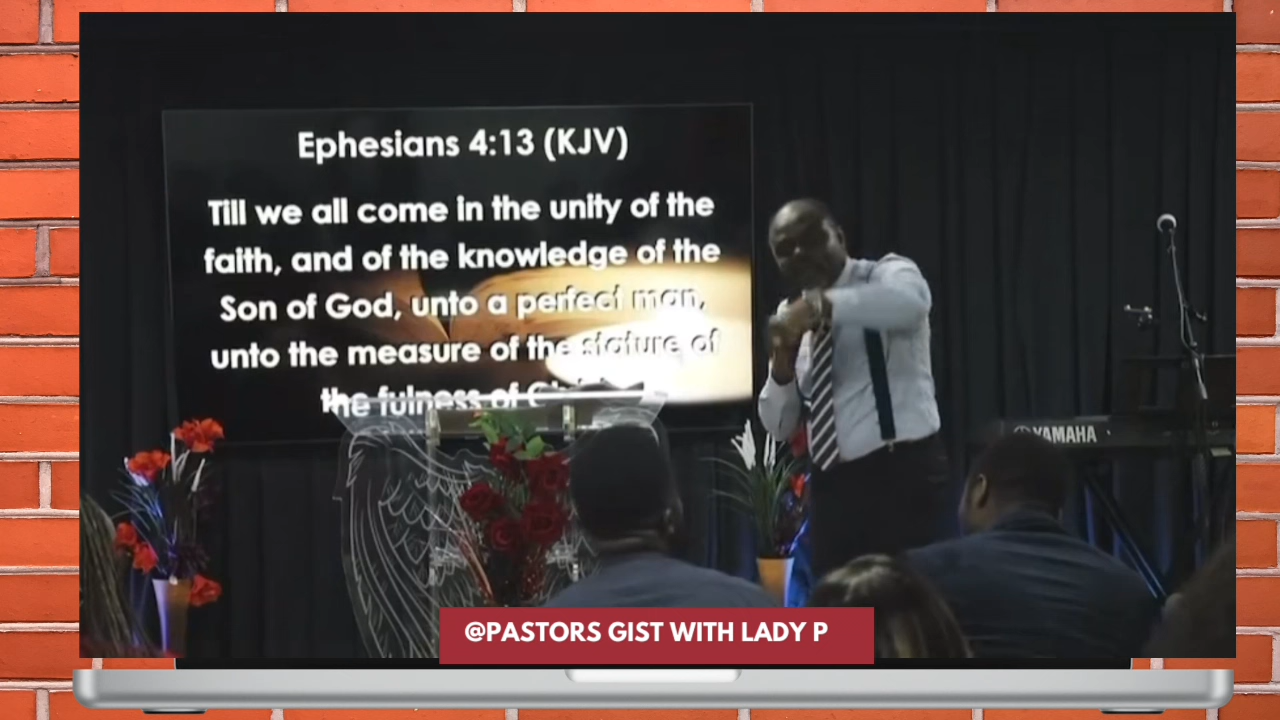 Ephesians 4:13 (KJV)
Till we all come in the unity of the
faith, and of the knowledge of the
Son of God, unto a perfect man,
unto the measure of the stature of
the fulness of
YAMAHA
@PASTORS GIST WITH LADY P